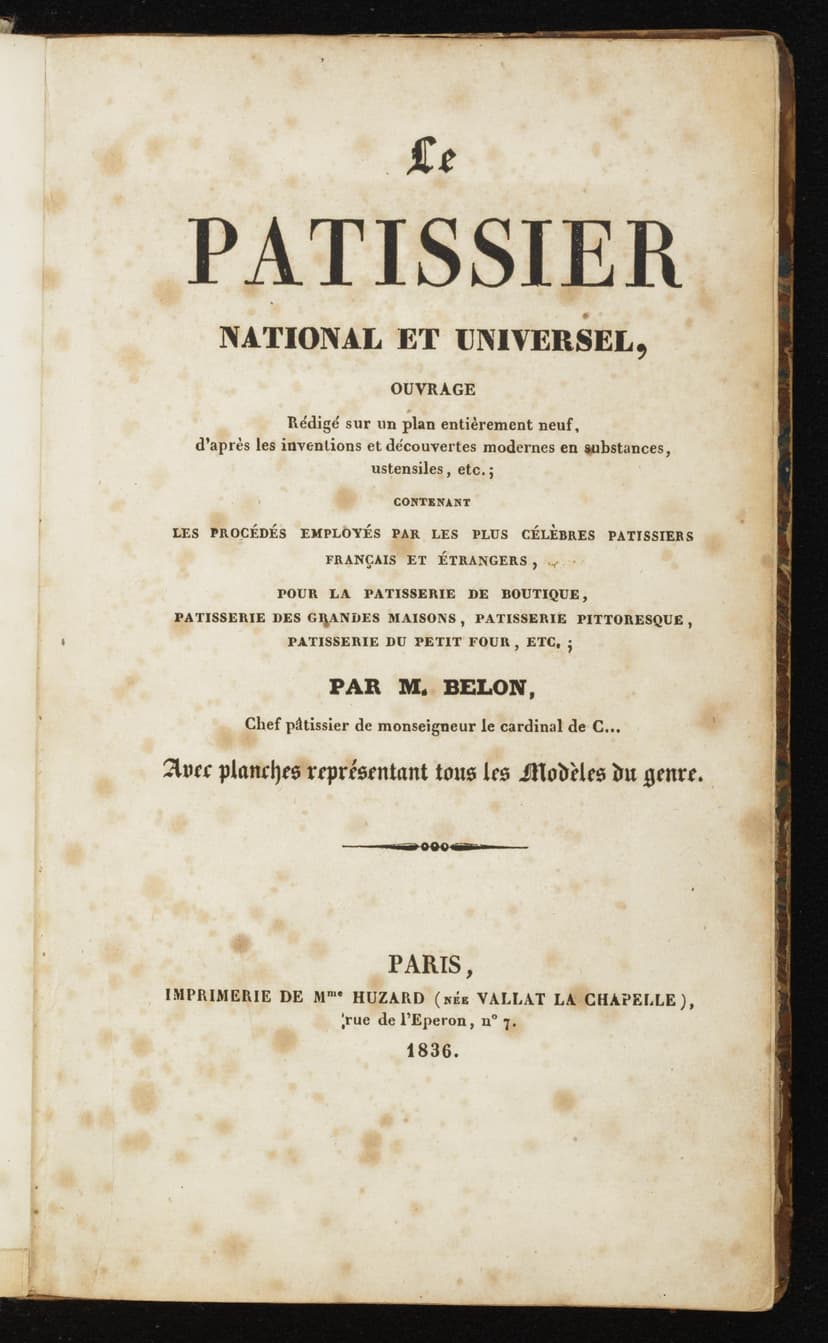 Le
PATISSIER
NATIONAL ET UNIVERSEL,
OUVRAGE
Rédigé sur un plan entièrement neuf,
d'après les inventions et découvertes modernes en substances,
ustensiles, etc.;
CONTENANT
LES PROCÉDÉS EMPLOYÉS PAR LES PLUS CÉLÈBRES PATISSIERS
FRANÇAIS ET ÉTRANGERS,
POUR LA PATISSERIE DE BOUTIQUE,
PATISSERIE DES GRANDES MAISONS, PATISSERIE PITTORESQUE,
PATISSERIE DU PETIT FOUR, ETC.;
PAR M. BELON,
Chef pâtissier de monseigneur le cardinal de C...
Avec planches représentant tous les Modèles du genre.
PARIS,
IMPRIMERIE DE Mme HUZARD (NÉE VALLAT LA CHAPELLE),
rue de l'Eperon, n° 7.
1836.